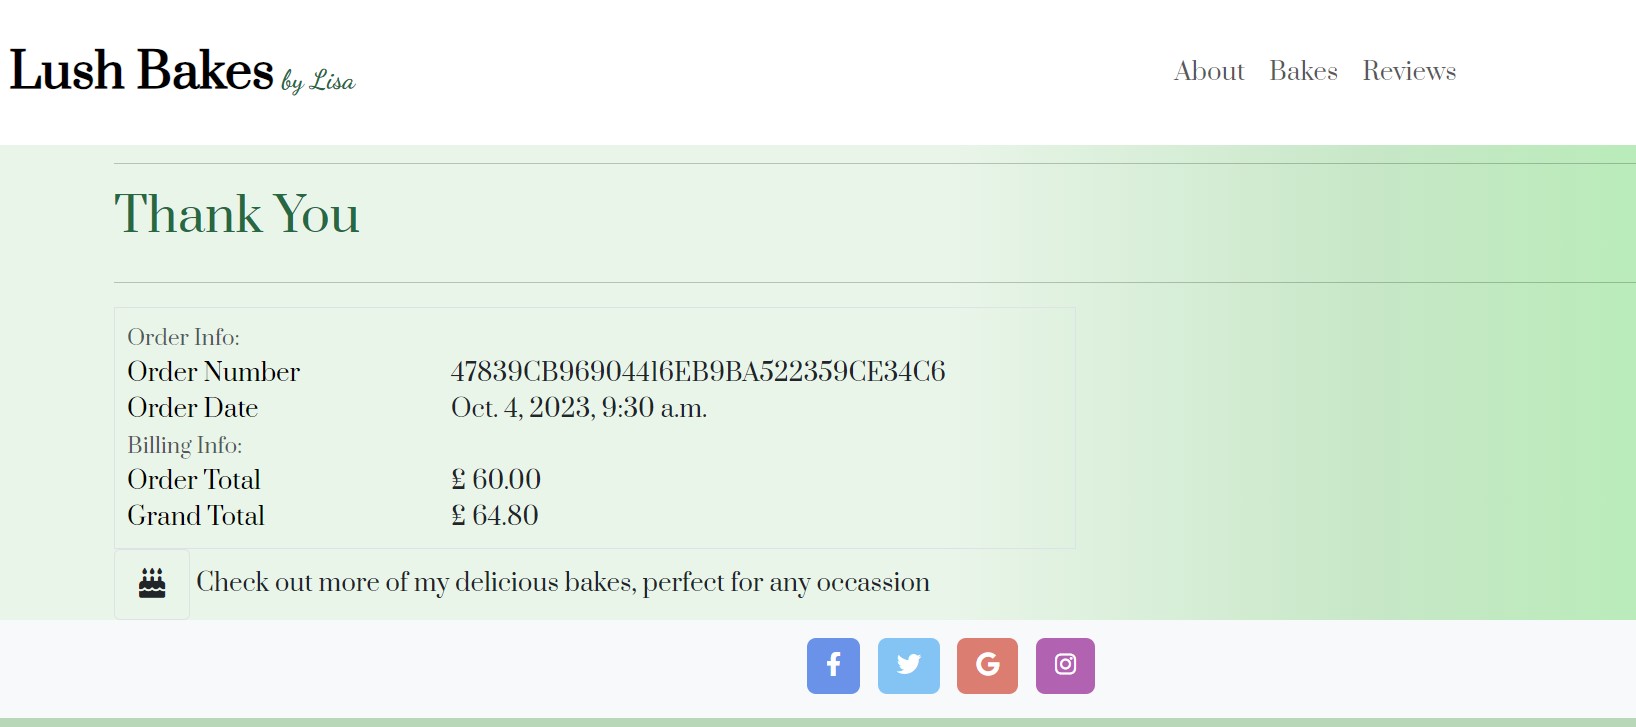 Lush Bakes by Lisa
About Bakes Reviews
Thank You
Order Info:
Order Number 47839CB96904416EB9BA522359CE34C6
Order Date Oct. 4, 2023, 9:30 a.m.
Billing Info:
Order Total £ 60.00
Grand Total £ 64.80
Check out more of my delicious bakes, perfect for any occassion